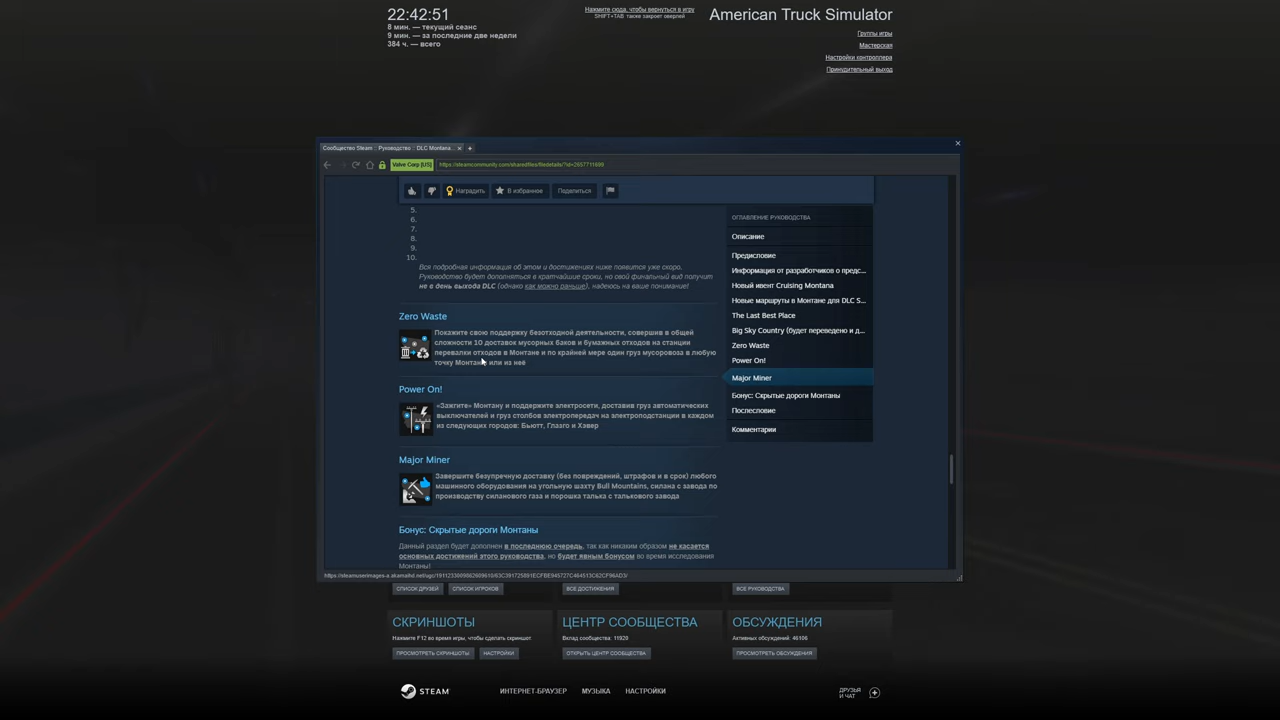 22:42:51
8 мин. — текущий сеанс
9 мин. — за последние две недели
384 ч. — всего
Нажмите сюда, чтобы вернуться в игру
SHIFT+TAB также закроет оверлей
American Truck Simulator
Группы игры
Мастерская
Настройки контроллера
Принудительный выход
Сообщество Steam :: Руководство :: DLC Montana...
Valve Corp [US]
Наградить
В избранное
Поделиться
5.
6.
7.
8.
9.
10.
Вся подробная информация об этом и достижениях ниже появится уже скоро.
Руководство будет дополняться в кратчайшие сроки, но свой финальный вид получит
не в день выхода DLC (однако как можно раньше), надеюсь на ваше понимание!
Zero Waste
Покажите свою поддержку безотходной деятельности, совершив в общей
сложности 10 доставок мусорных баков и бумажных отходов на станции
перевалки отходов в Монтане и по крайней мере один груз мусоровоза в любую
точку Монтаны или из неё
Power On!
«Зажгите» Монтану и поддержите электросети, доставив груз автоматических
выключателей и груз столбов электропередач на электроподстанции в каждом
из следующих городов: Бьютт, Глазго и Хэвер
Major Miner
Завершите безупречную доставку (без повреждений, штрафов и в срок) любого
машинного оборудования на угольную шахту Bull Mountains, силана с завода по
производству силанового газа и порошка талька с талькового завода
Бонус: Скрытые дороги Монтаны
Данный раздел будет дополнен в последнюю очередь, так как никаким образом не касается
основных достижений этого руководства, но будет явным бонусом во время исследования
Монтаны!
ОГЛАВЛЕНИЕ РУКОВОДСТВА
Описание
Предисловие
Информация от разработчиков о предс...
Новый ивент Cruising Montana
Новые маршруты в Монтане для DLC S...
The Last Best Place
Big Sky Country (будет переведено и д...
Zero Waste
Power On!
Major Miner
Бонус: Скрытые дороги Монтаны
Послесловие
Комментарии
СПИСОК ДРУЗЕЙ
СПИСОК ИГРОКОВ
ВСЕ ДОСТИЖЕНИЯ
ВСЕ РУКОВОДСТВА
СКРИНШОТЫ
Нажмите F12 во время игры, чтобы сделать скриншот.
ПРОСМОТРЕТЬ СКРИНШОТЫ
НАСТРОЙКИ
ЦЕНТР СООБЩЕСТВА
Вклад сообщества: 11920
ОТКРЫТЬ ЦЕНТР СООБЩЕСТВА
ОБСУЖДЕНИЯ
Активных обсуждений: 46106
ПРОСМОТРЕТЬ ОБСУЖДЕНИЯ
STEAM
ИНТЕРНЕТ-БРАУЗЕР
МУЗЫКА
НАСТРОЙКИ
ДРУЗЬЯ
И ЧАТ